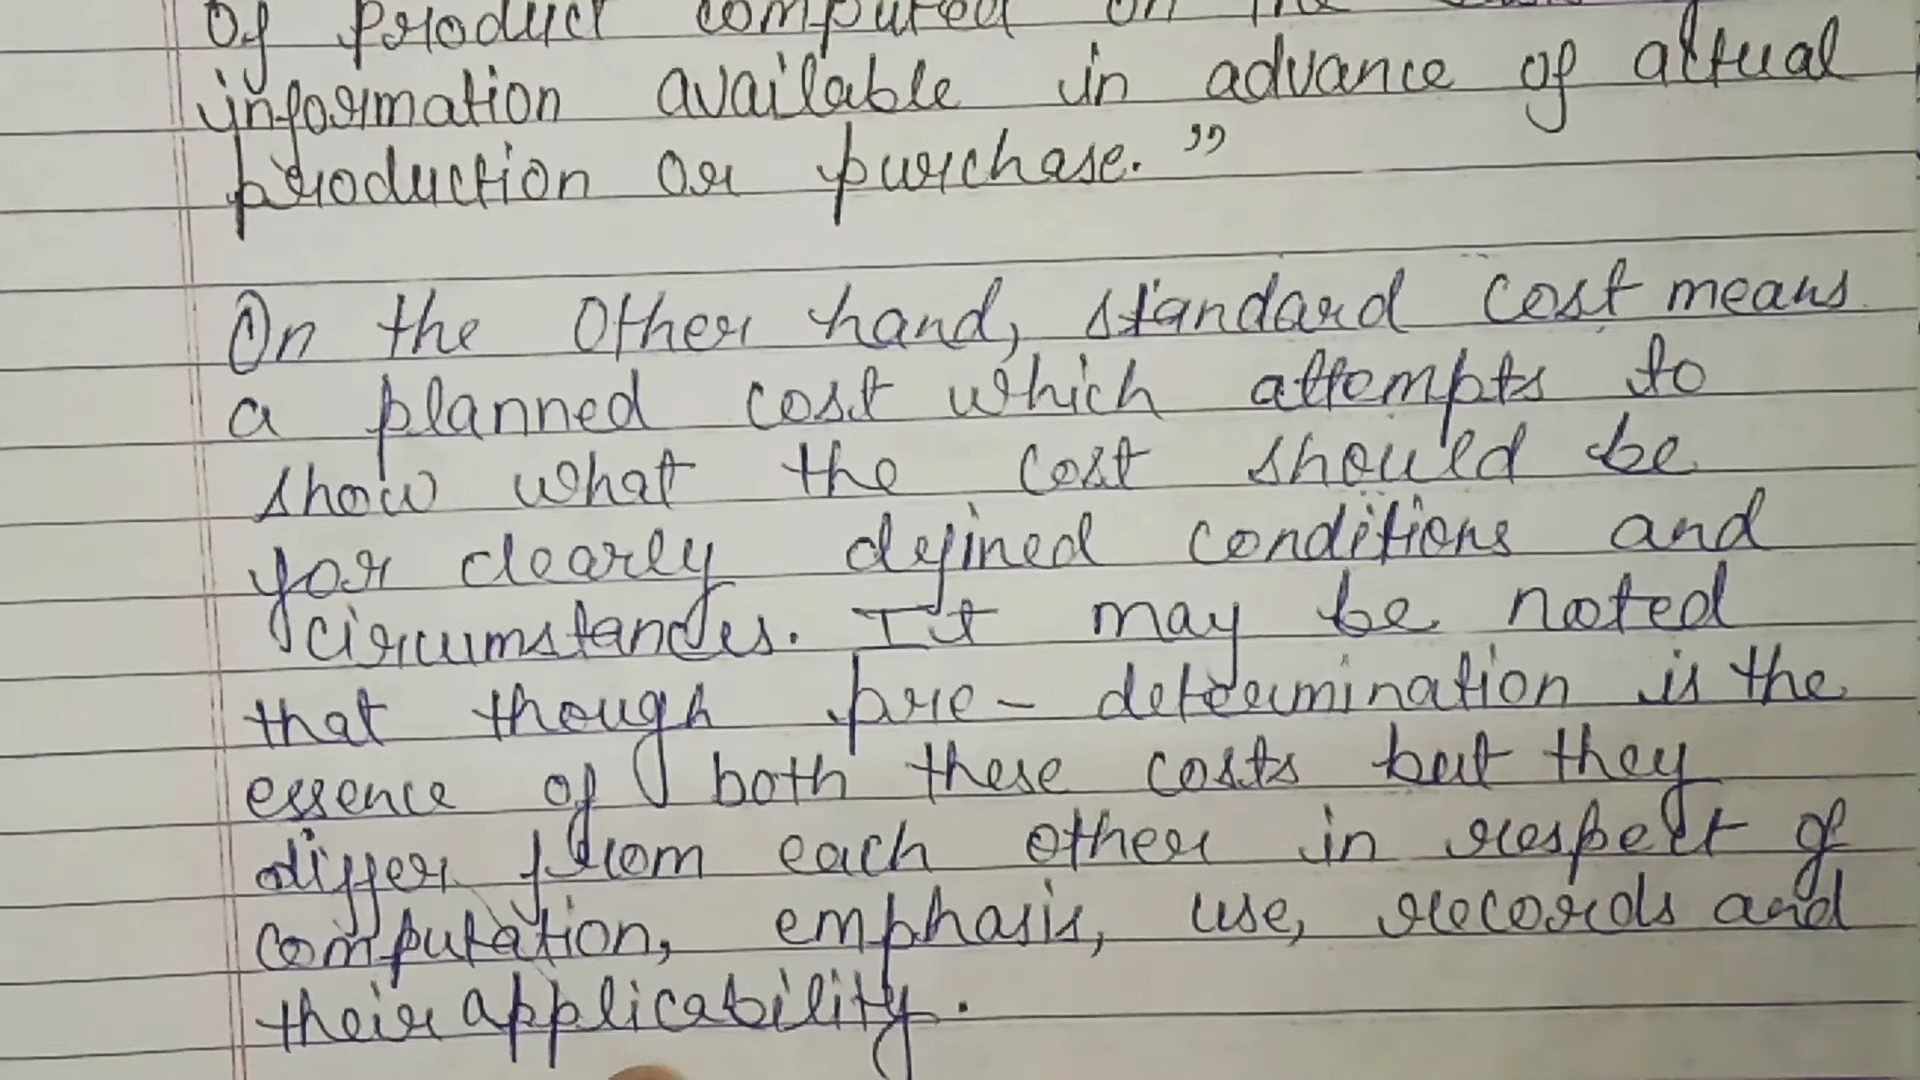 of product computed on the
information available in advance of actual
production or purchase."
On the Other hand, standard cost means
a planned cost which attempts to
show what the cost should be
for clearly defined conditions and
circumstances. It may be noted
that though pre- determination is the
essence of both these costs but they
differ from each other in respect of
computation, emphasis, use, records and
their applicability.